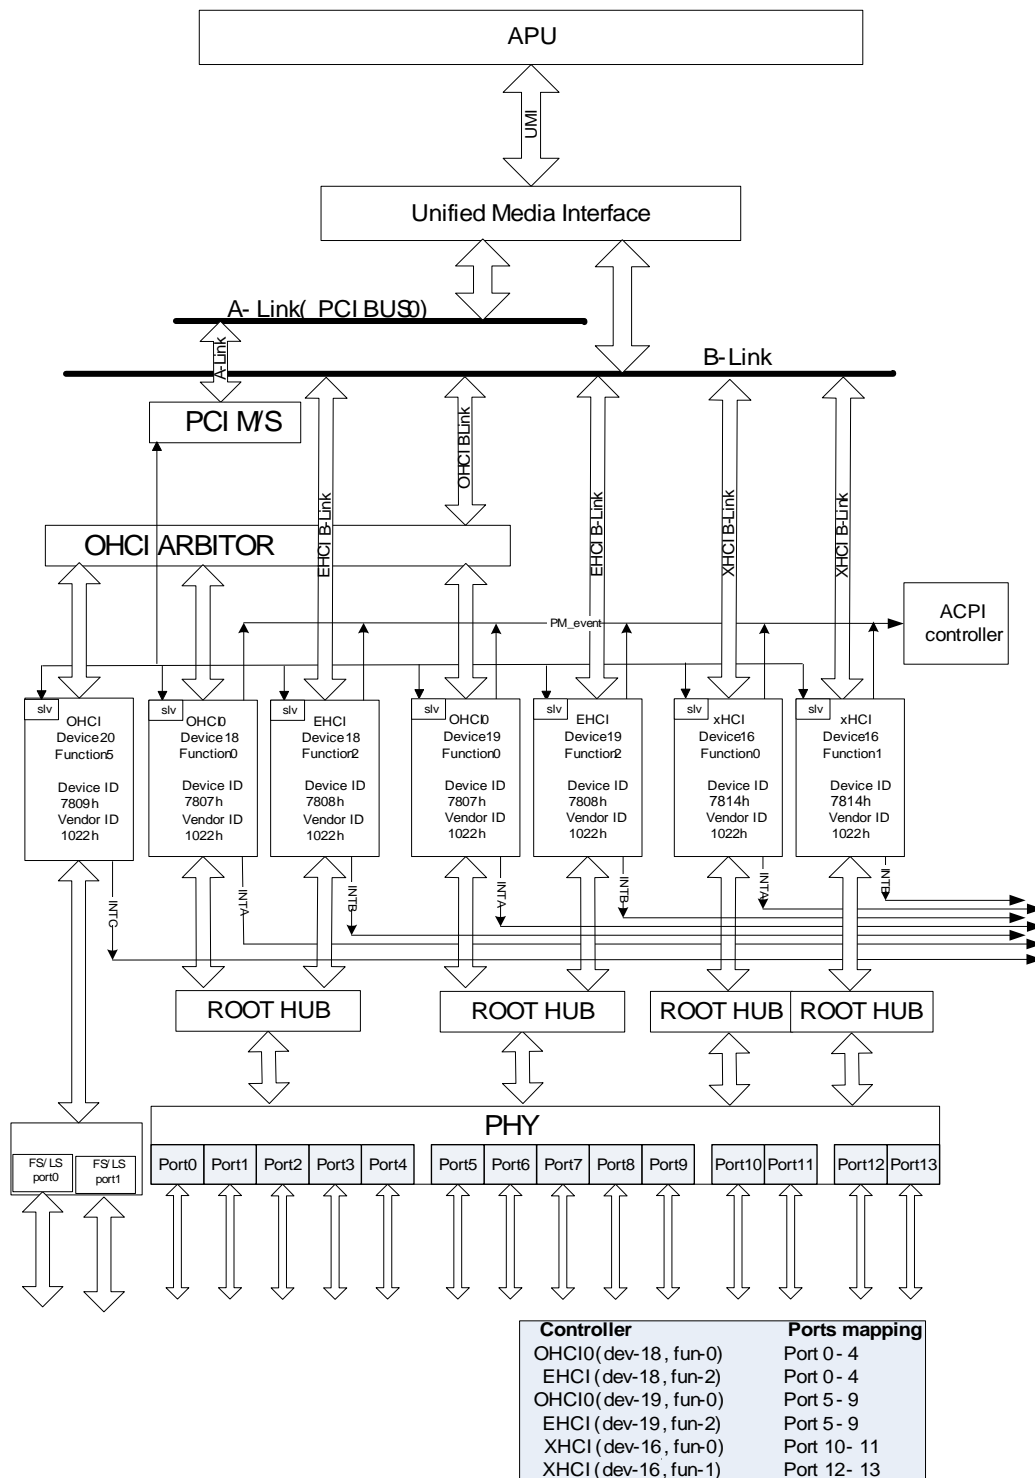 APU
UMI
Unified Media Interface
A- Link( PCI BUS0)
A-Link
B-Link
PCI M/S
EHCI B-Link
OHCI BLink
EHCI B-Link
XHCI B-Link
XHCI B-Link
OHCI ARBITOR
ACPI
controller
PM_event
slv
OHCI
Device20
Function5
Device ID
7809h
Vendor ID
1022h
slv
OHCI0
Device18
Function0
Device ID
7807h
Vendor ID
1022h
slv
EHCI
Device18
Function2
Device ID
7808h
Vendor ID
1022h
slv
OHCI0
Device19
Function0
Device ID
7807h
Vendor ID
1022h
slv
EHCI
Device19
Function2
Device ID
7808h
Vendor ID
1022h
slv
xHCI
Device16
Function0
Device ID
7814h
Vendor ID
1022h
slv
xHCI
Device16
Function1
Device ID
7814h
Vendor ID
1022h
INTC
INTA
INTB
INTA
INTB
INTA
INTB
ROOT HUB
ROOT HUB
ROOT HUB
ROOT HUB
PHY
FS/LS
port0
FS/LS
port1
Port0 Port1 Port2 Port3 Port4 Port5 Port6 Port7 Port8 Port9 Port10 Port11 Port12 Port13
Controller Ports mapping
OHCI0(dev-18, fun-0) Port 0- 4
EHCI(dev-18, fun-2) Port 0- 4
OHCI0(dev-19, fun-0) Port 5- 9
EHCI(dev-19, fun-2) Port 5- 9
XHCI(dev-16, fun-0) Port 10- 11
XHCI(dev-16, fun-1) Port 12- 13